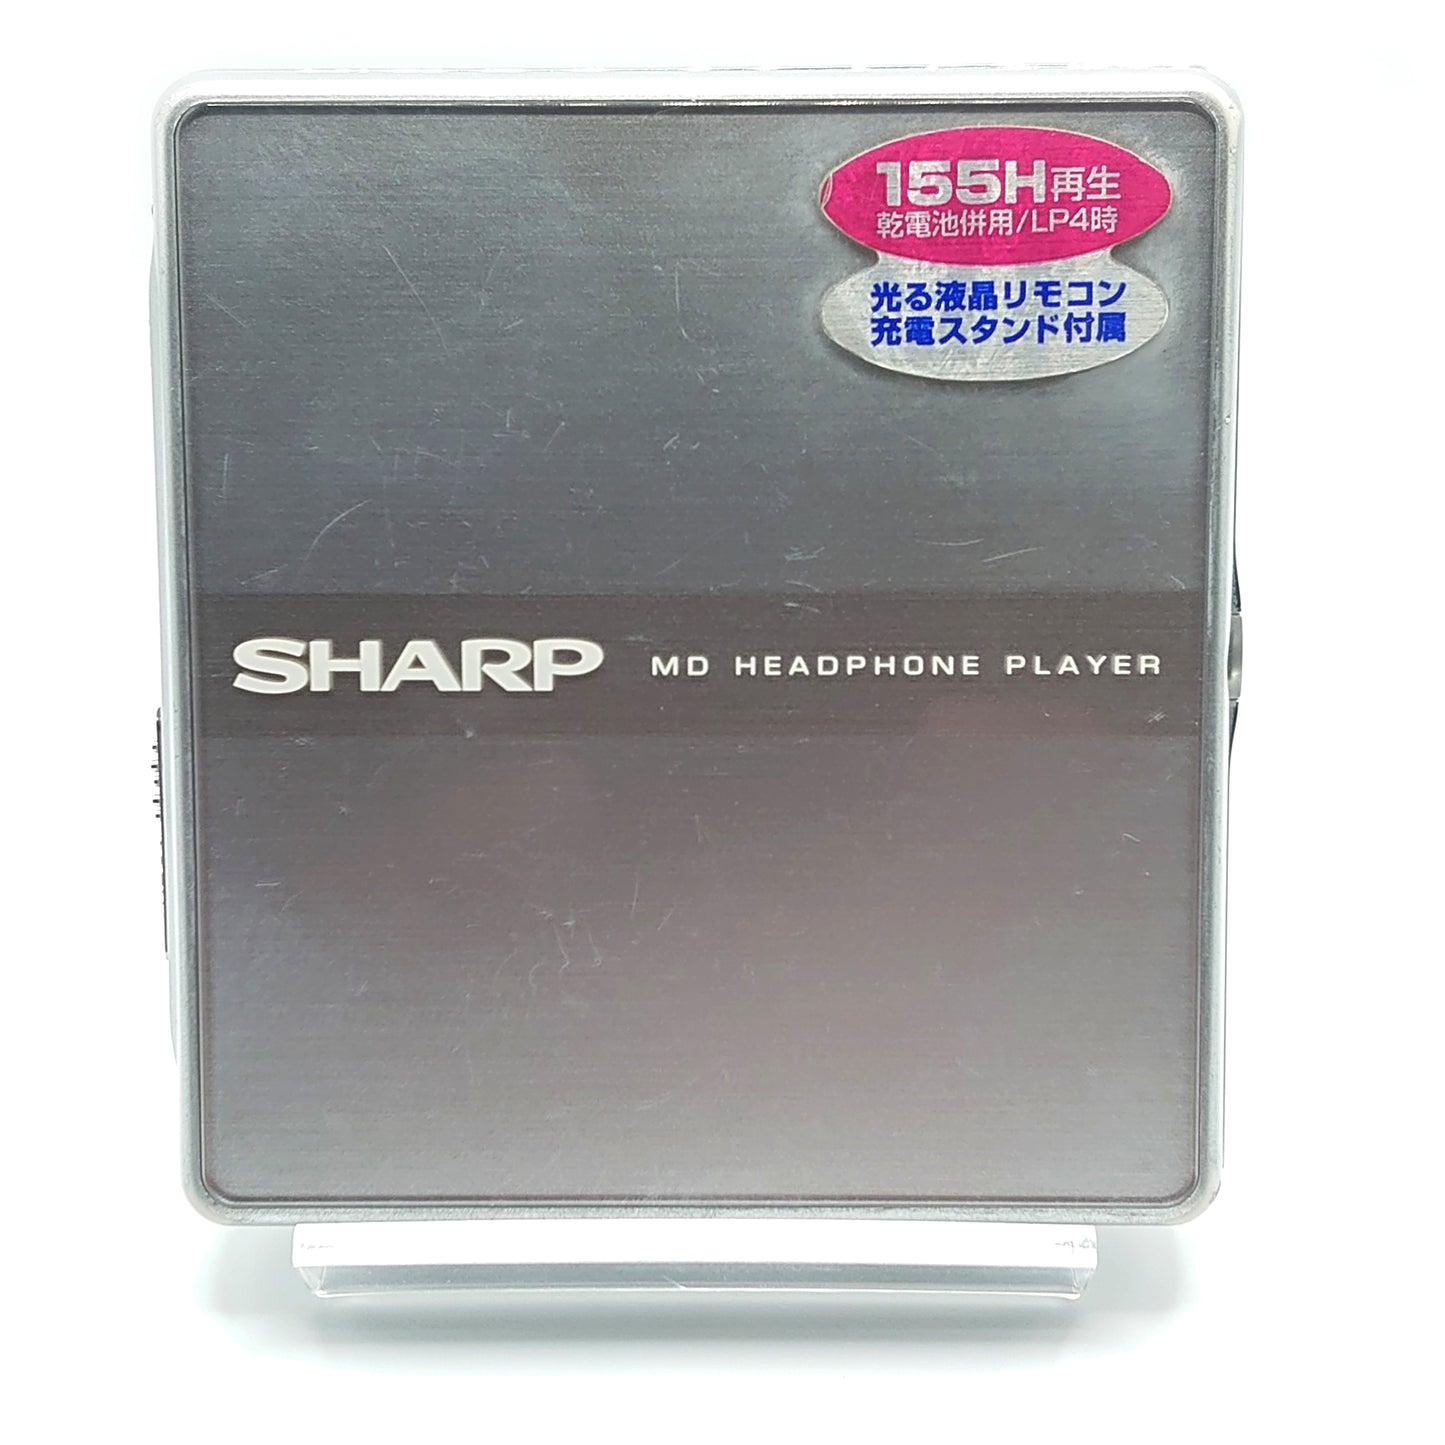 155H再生
乾電池併用/LP4時
光る液晶リモコン
充電スタンド付属
SHARP MD HEADPHONE PLAYER